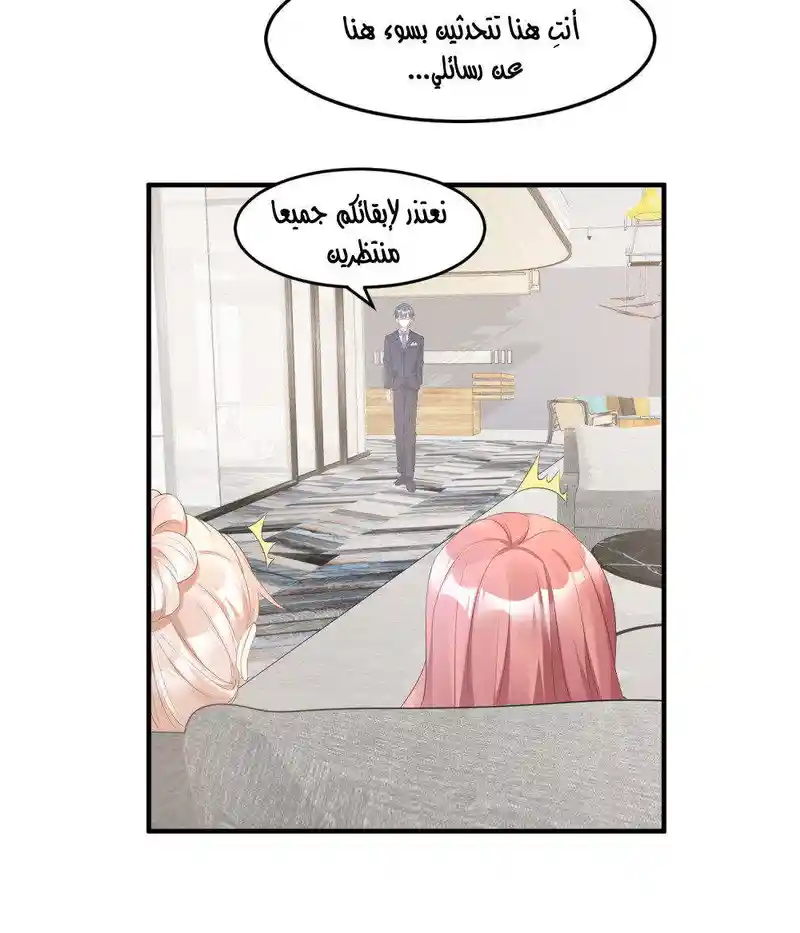 أنتِ هنا تتحدثين بسوء هنا
عن رسائلي...
نعتذر لإبقائكم جميعا
منتظرين